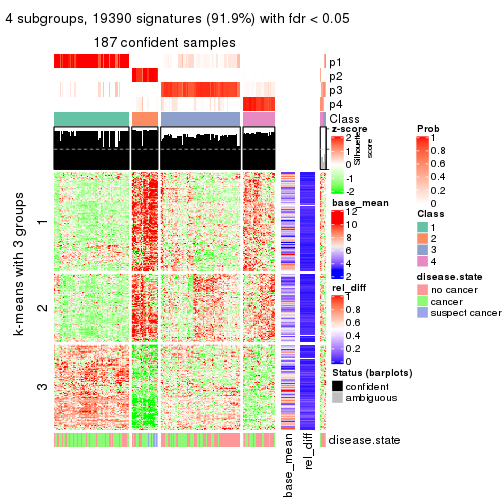 4 subgroups, 19390 signatures (91.9%) with fdr < 0.05
187 confident samples
p1
p2
p3
p4
Class
Silhouette
score
k-means with 3 groups
1
2
3
base_mean
rel_diff
disease.state
z-score
2
1
0
-1
-2
base_mean
12
10
8
6
4
2
rel_diff
1
0.8
0.6
0.4
0.2
0
Status (barplots)
confident
ambiguous
Prob
1
0.8
0.6
0.4
0.2
0
Class
1
2
3
4
disease.state
no cancer
cancer
suspect cancer